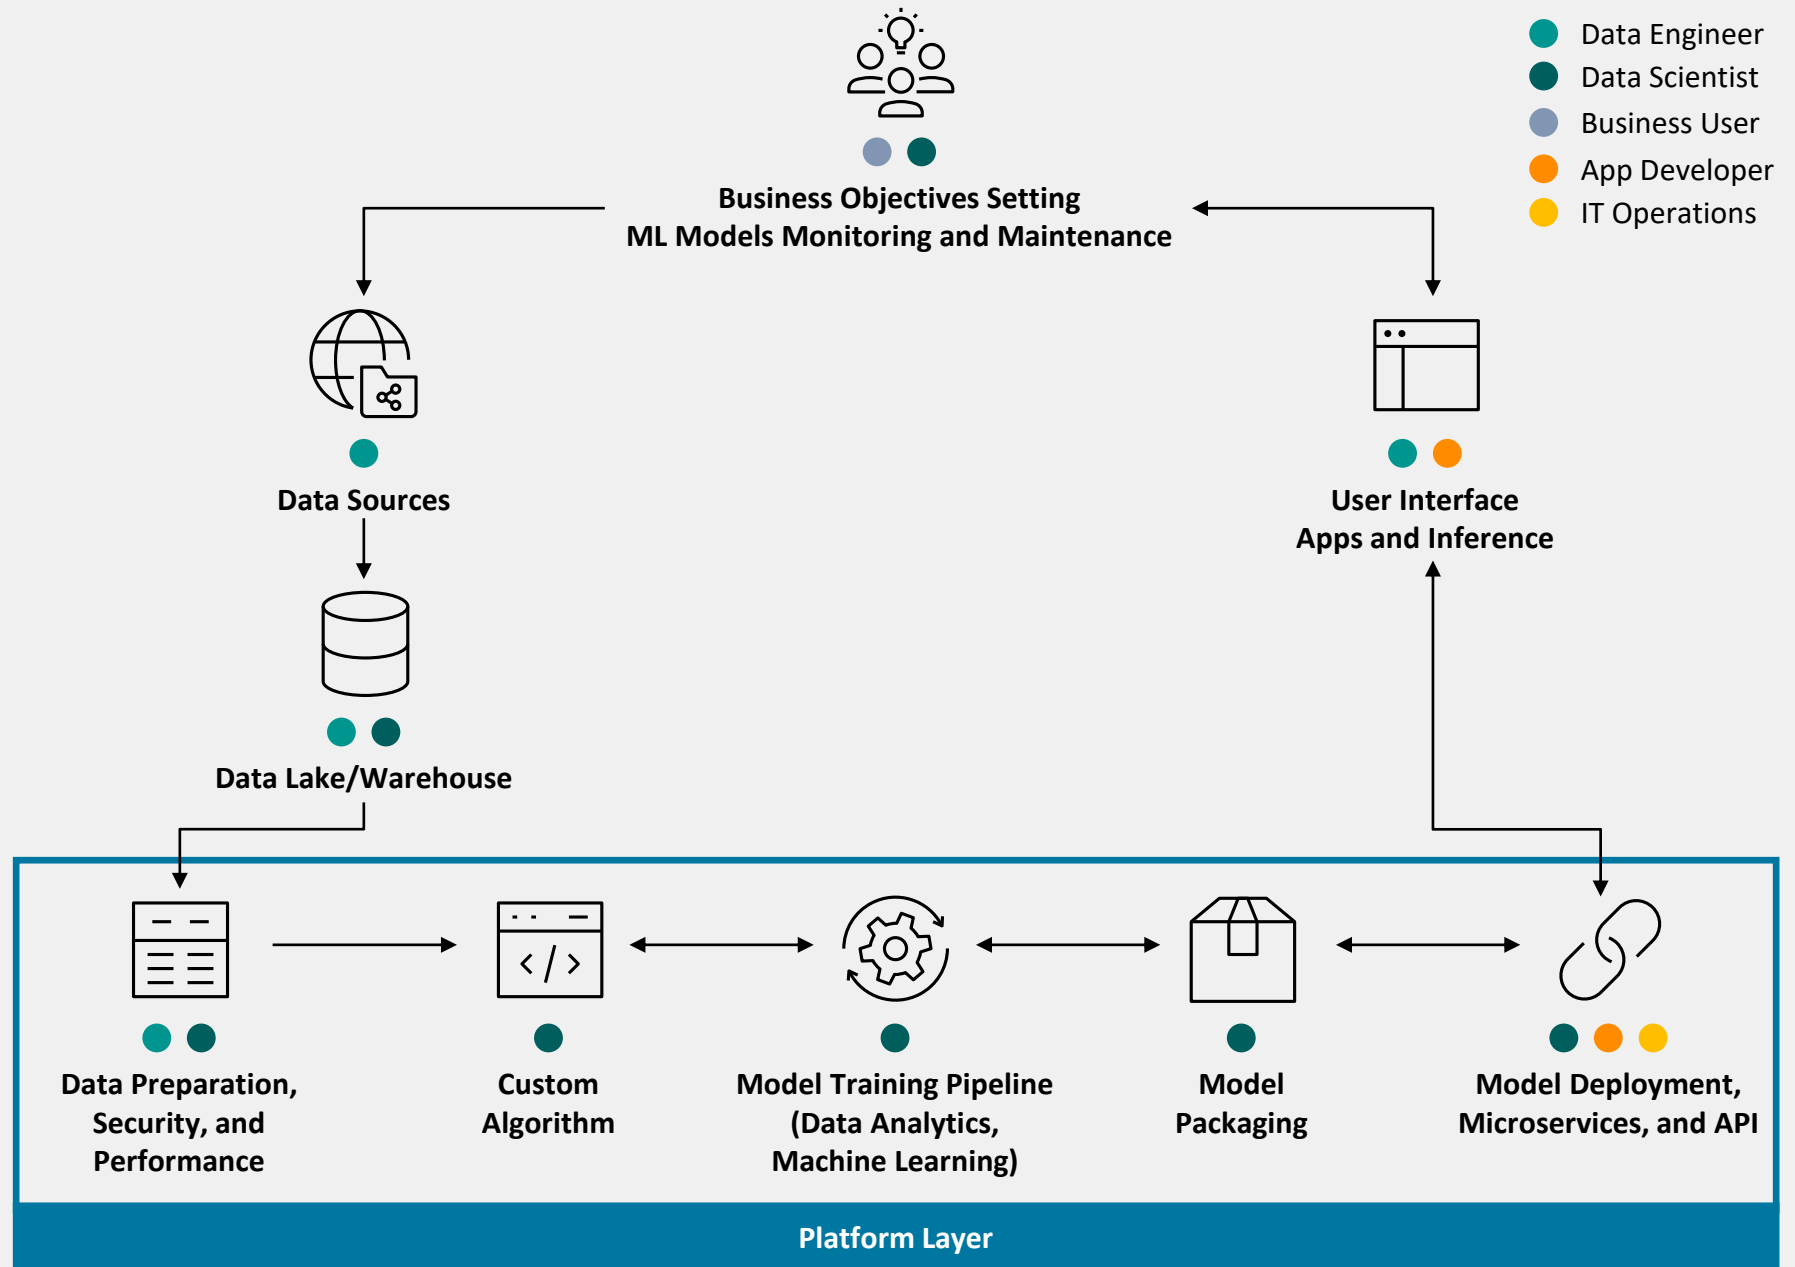 Data Engineer
Data Scientist
Business User
App Developer
IT Operations
Business Objectives Setting
ML Models Monitoring and Maintenance
Data Sources
User Interface
Apps and Inference
Data Lake/Warehouse
Data Preparation,
Security, and
Performance
Custom
Algorithm
Model Training Pipeline
(Data Analytics,
Machine Learning)
Model
Packaging
Model Deployment,
Microservices, and API
Platform Layer